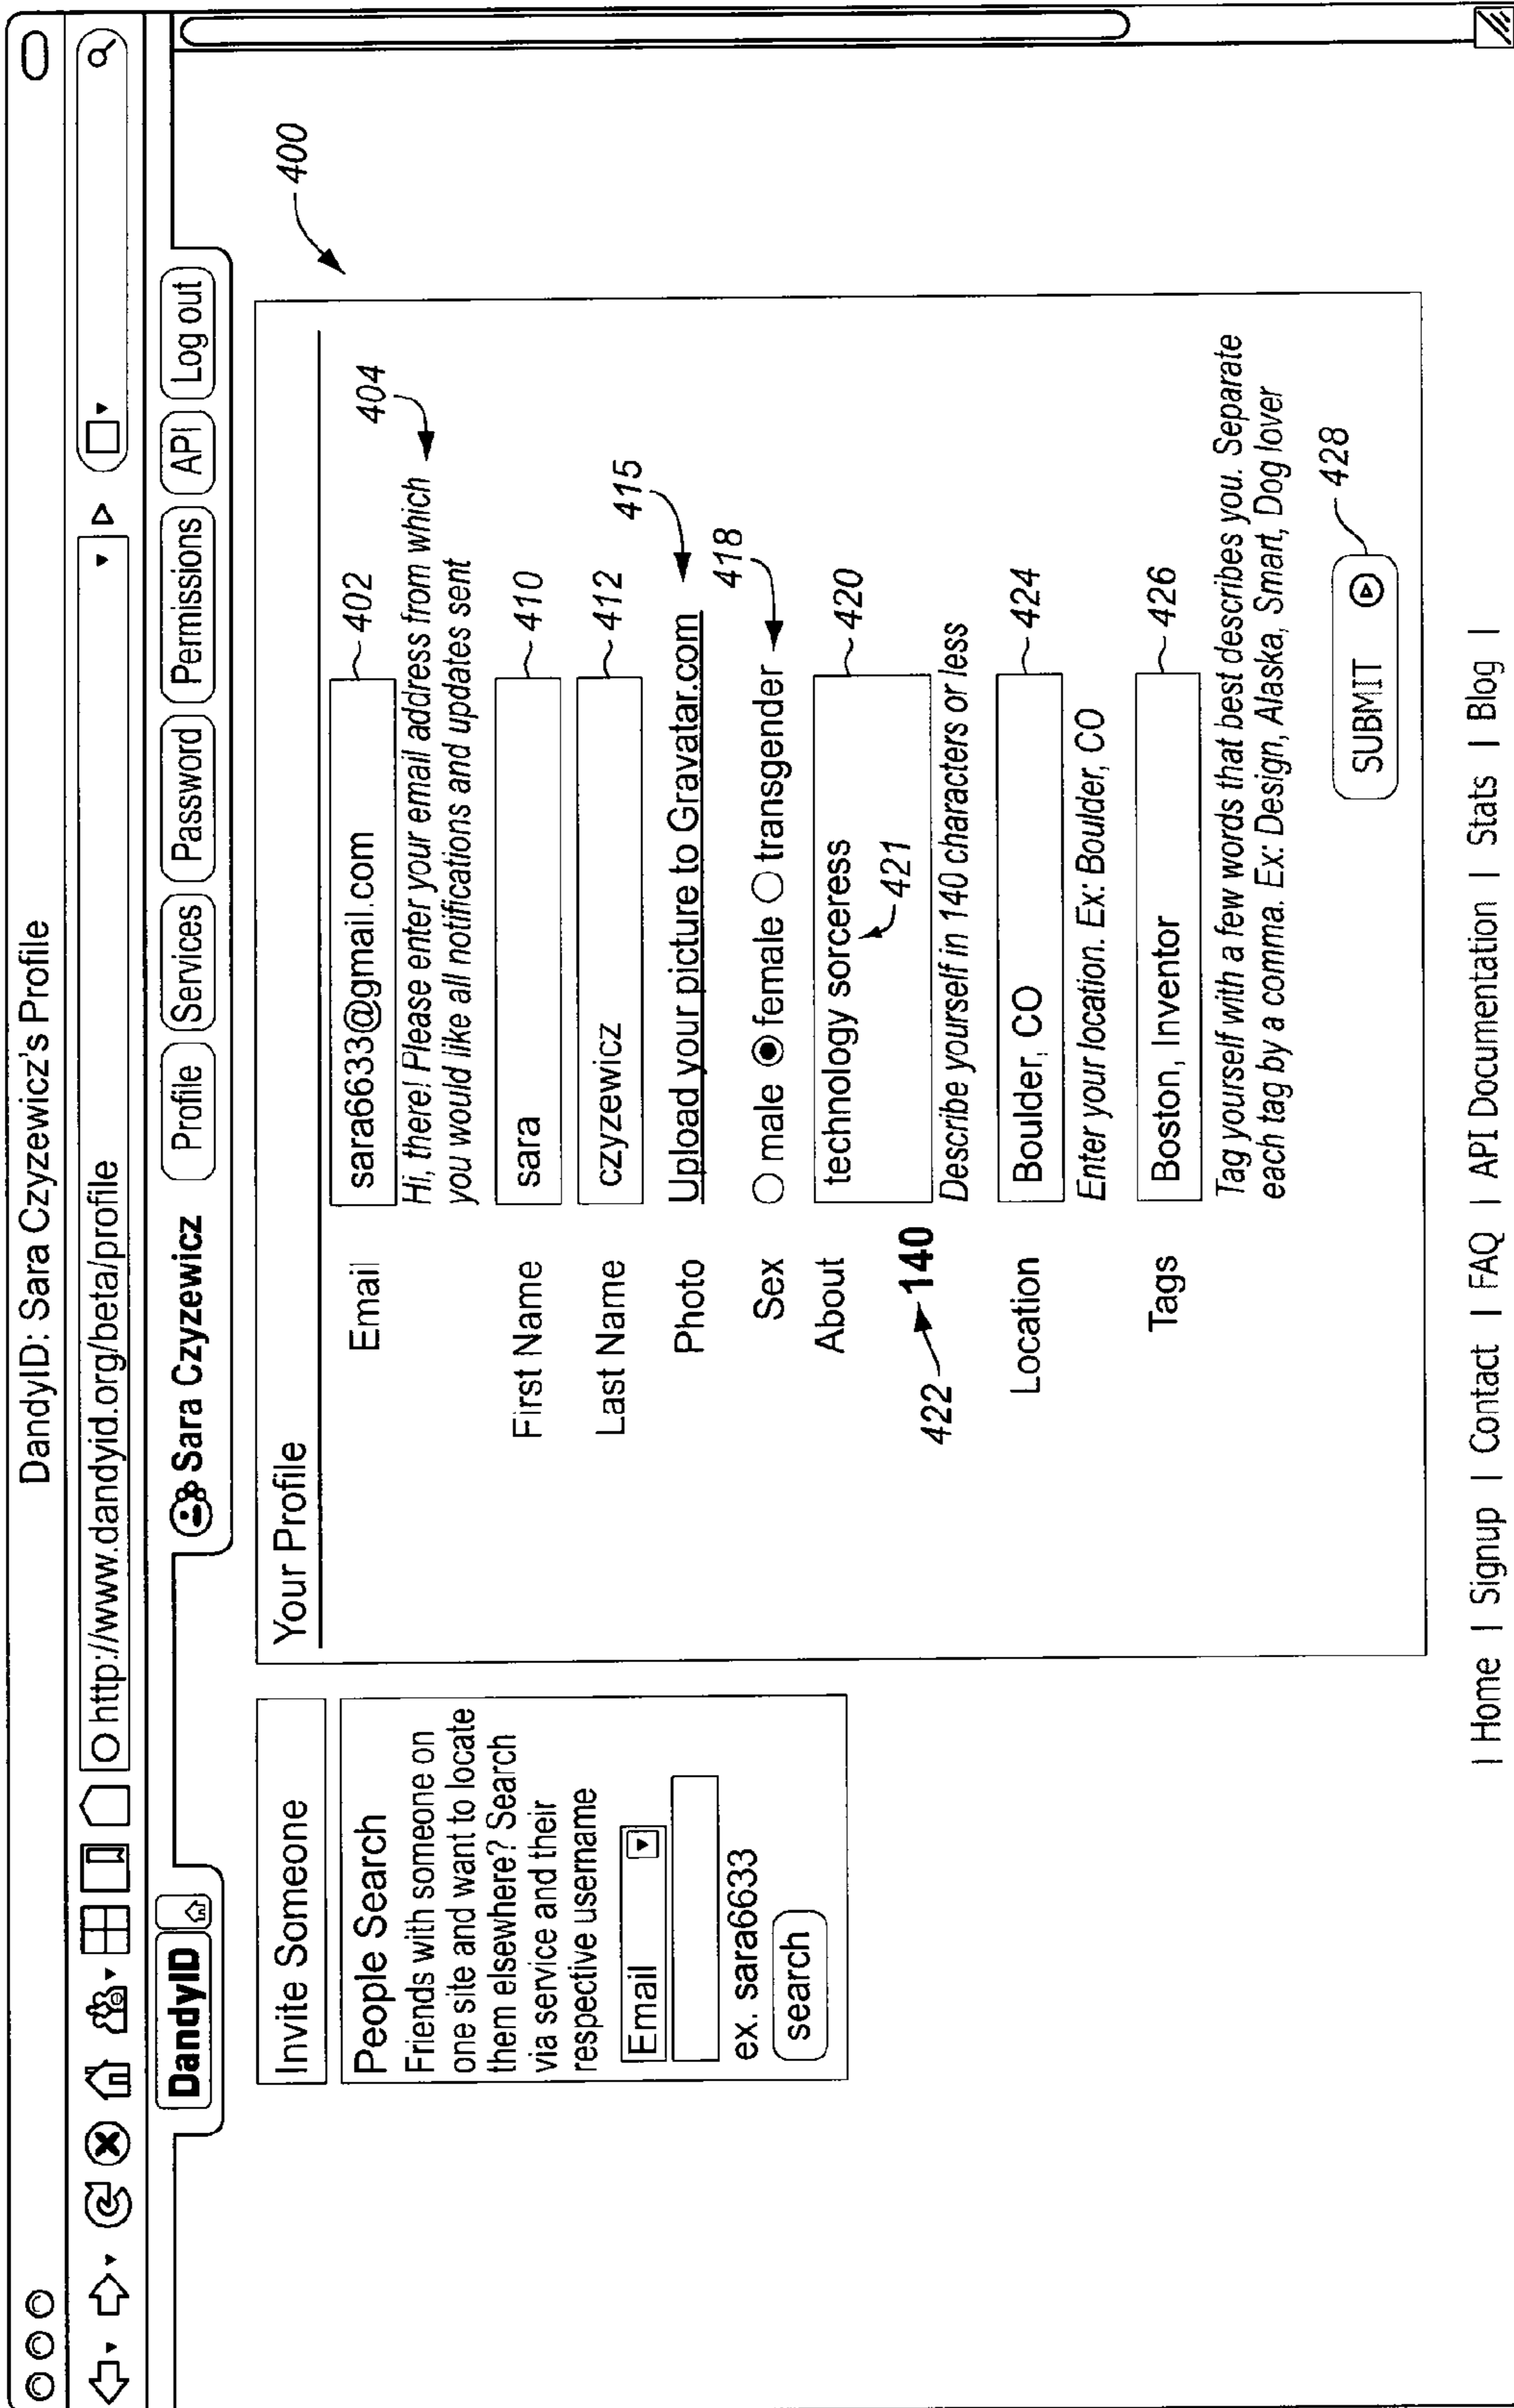 DandyID: Sara Czyzewicz's Profile
http://www.dandyid.org/beta/profile
DandyID
Sara Czyzewicz
Profile
Services
Password
Permissions
API
Log out
Invite Someone
People Search
Friends with someone on
one site and want to locate
them elsewhere? Search
via service and their
respective username
Email
ex. sara6633
search
400
Your Profile
Email
sara6633@gmail.com
402
Hi, there! Please enter your email address from which
you would like all notifications and updates sent
404
First Name
sara
410
Last Name
czyzewicz
412
Photo
Upload your picture to Gravatar.com
415
Sex
male female transgender
418
About
technology sorceress
420
421
422
140
Describe yourself in 140 characters or less
Location
Boulder, CO
424
Enter your location. Ex: Boulder, CO
Tags
Boston, Inventor
426
Tag yourself with a few words that best describes you. Separate
each tag by a comma. Ex: Design, Alaska, Smart, Dog lover
SUBMIT
428
| Home | Signup | Contact | FAQ | API Documentation | Stats | Blog |